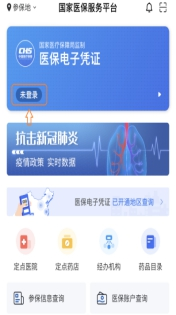 参保地
国家医保服务平台
国家医疗保障局监制
医保电子凭证
未登录
抗击新冠肺炎
疫情政策 实时数据
医保电子凭证 已开通地区查询
定点医院
定点药店
经办机构
药品目录
参保信息查询
医保账户查询